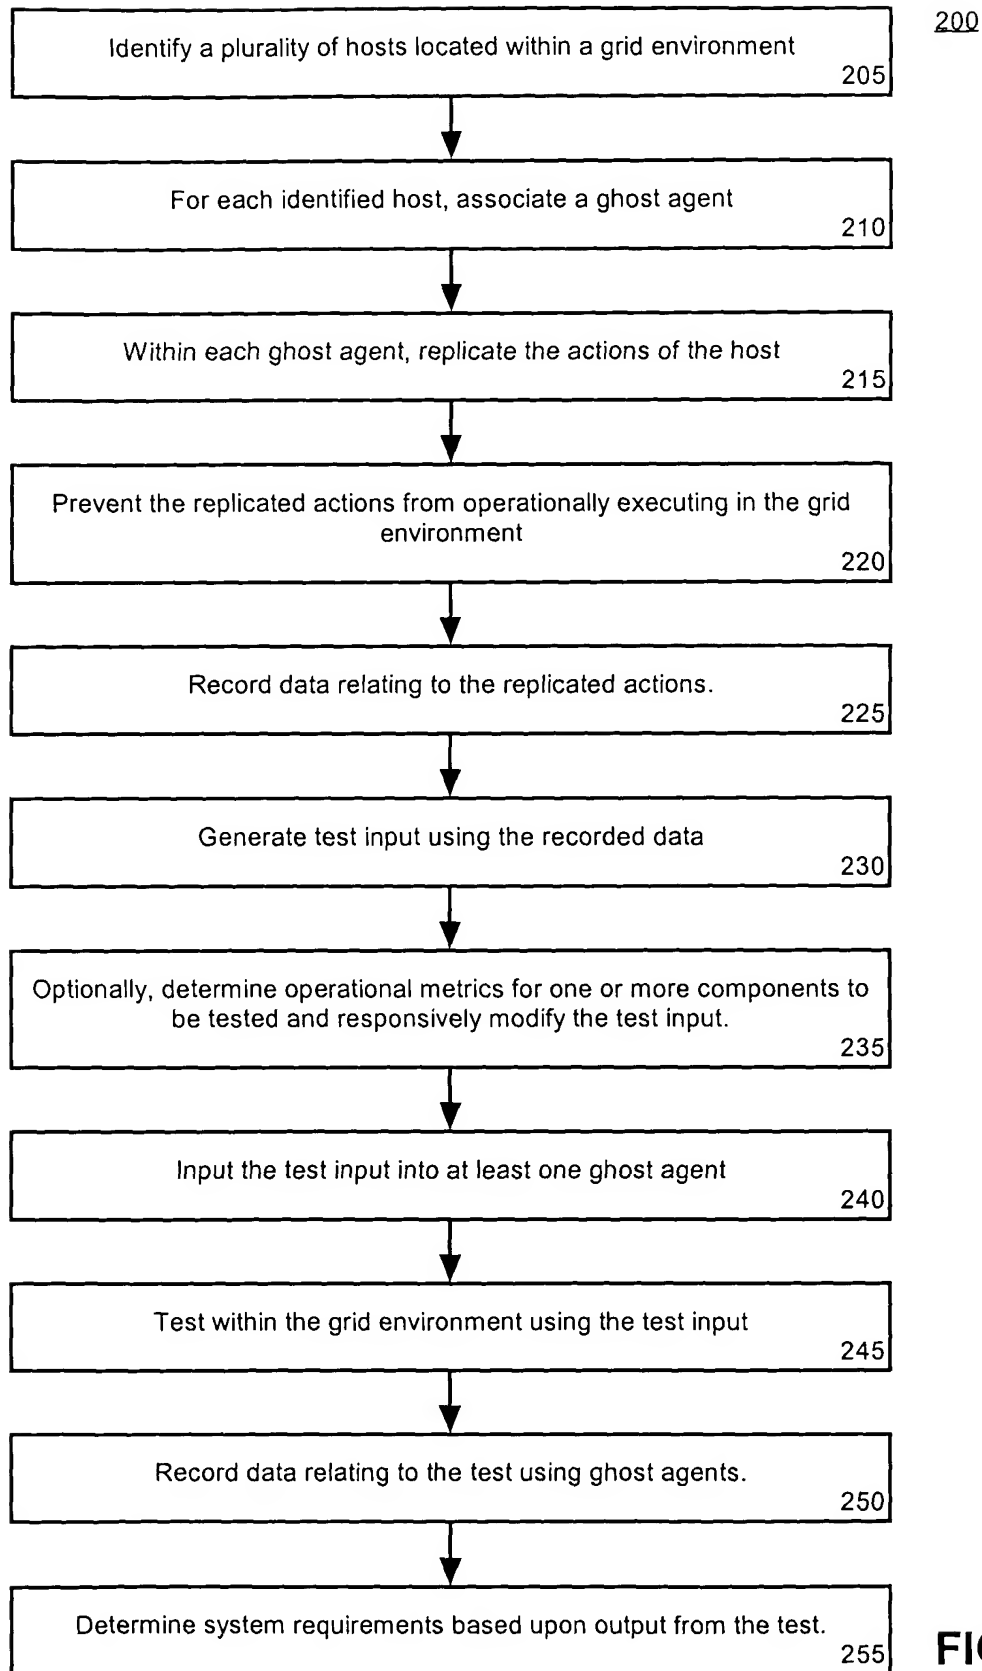 200
Identify a plurality of hosts located within a grid environment
205
For each identified host, associate a ghost agent
210
Within each ghost agent, replicate the actions of the host
215
Prevent the replicated actions from operationally executing in the grid
environment
220
Record data relating to the replicated actions.
225
Generate test input using the recorded data
230
Optionally, determine operational metrics for one or more components to
be tested and responsively modify the test input.
235
Input the test input into at least one ghost agent
240
Test within the grid environment using the test input
245
Record data relating to the test using ghost agents.
250
Determine system requirements based upon output from the test.
255